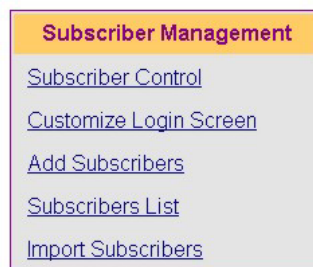 Subscriber Management
Subscriber Control
Customize Login Screen
Add Subscribers
Subscribers List
Import Subscribers